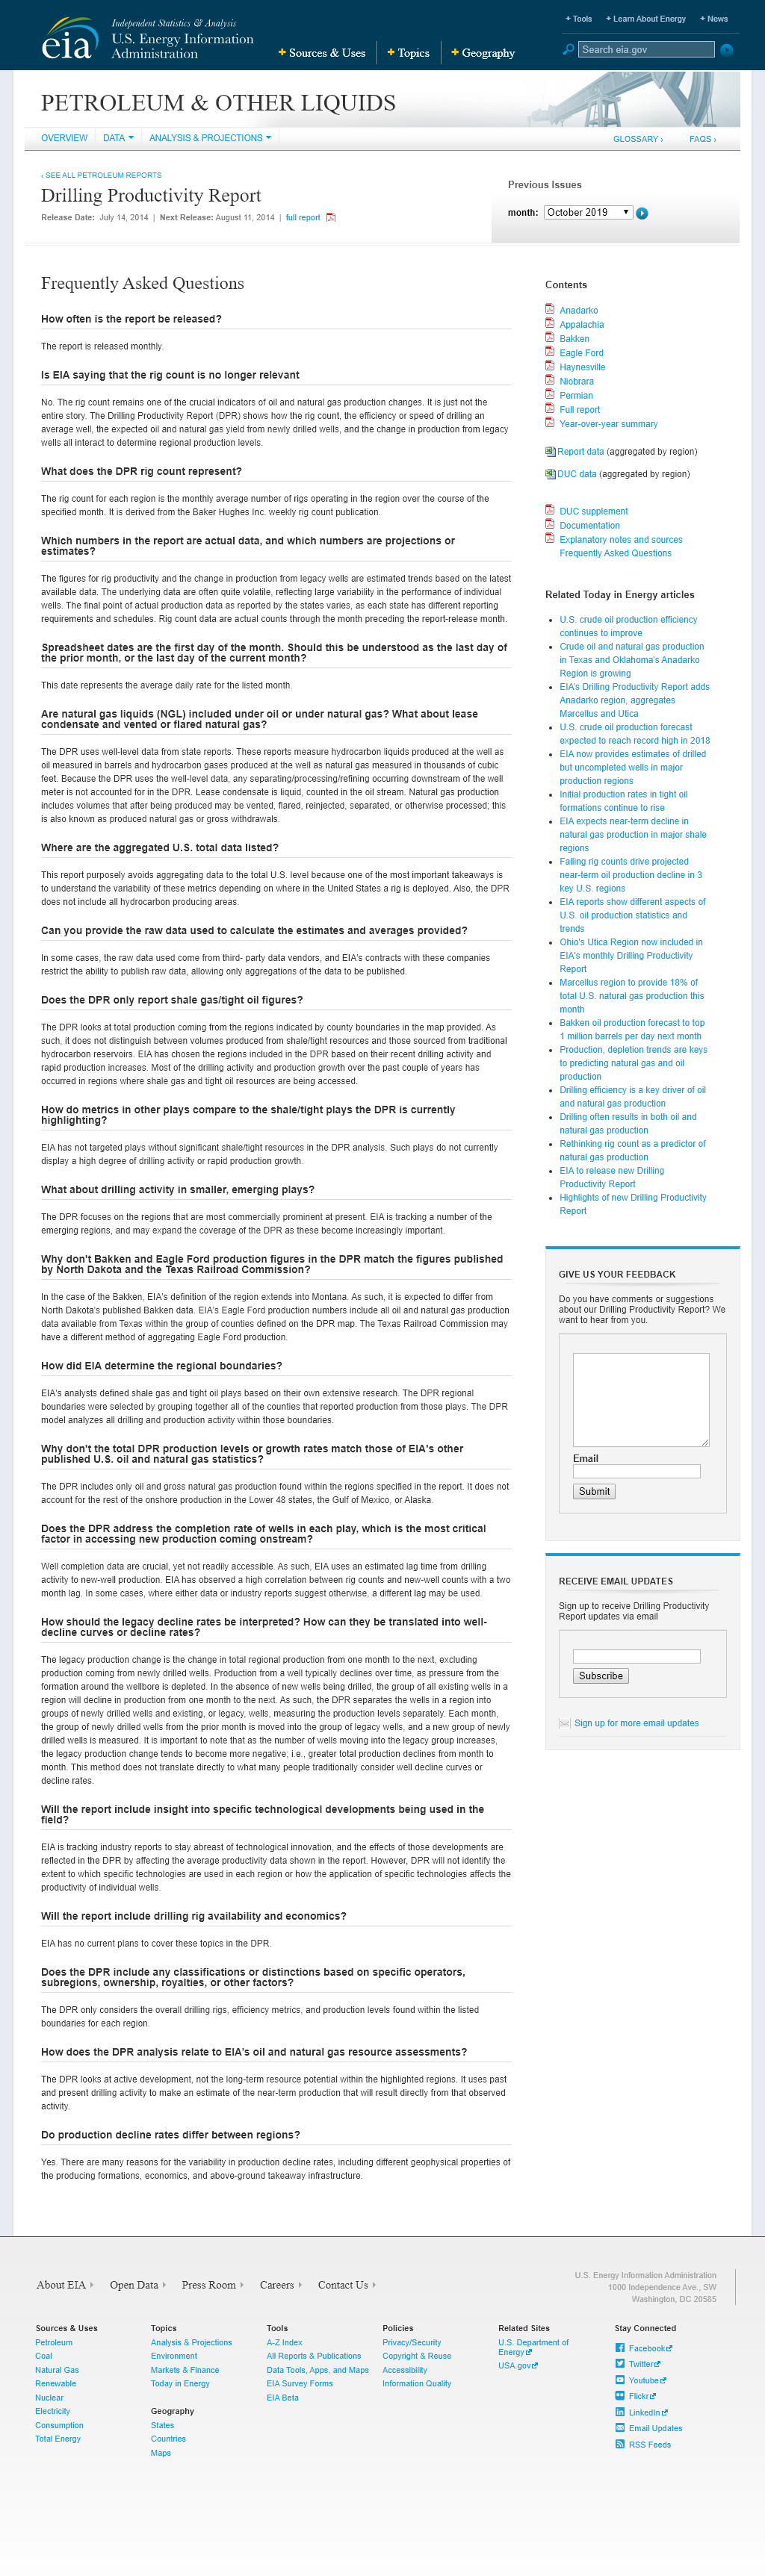 Independent Statistics & Analysis
U.S. Energy Information
Administration
eia
+ Tools + Learn About Energy + News
+ Sources & Uses + Topics + Geography
Search eia.gov
PETROLEUM & OTHER LIQUIDS
OVERVIEW DATA ANALYSIS & PROJECTIONS GLOSSARY › FAQS ›
‹ SEE ALL PETROLEUM REPORTS
Drilling Productivity Report
Release Date: July 14, 2014 | Next Release: August 11, 2014 | full report
Previous Issues
month: October 2019
Frequently Asked Questions
How often is the report be released?
The report is released monthly.
Is EIA saying that the rig count is no longer relevant
No. The rig count remains one of the crucial indicators of oil and natural gas production changes. It is just not the
entire story. The Drilling Productivity Report (DPR) shows how the rig count, the efficiency or speed of drilling an
average well, the expected oil and natural gas yield from newly drilled wells, and the change in production from legacy
wells all interact to determine regional production levels.
What does the DPR rig count represent?
The rig count for each region is the monthly average number of rigs operating in the region over the course of the
specified month. It is derived from the Baker Hughes Inc. weekly rig count publication.
Which numbers in the report are actual data, and which numbers are projections or
estimates?
The figures for rig productivity and the change in production from legacy wells are estimated trends based on the latest
available data. The underlying data are often quite volatile, reflecting large variability in the performance of individual
wells. The final point of actual production data as reported by the states varies, as each state has different reporting
requirements and schedules. Rig count data are actual counts through the month preceding the report-release month.
Spreadsheet dates are the first day of the month. Should this be understood as the last day of
the prior month, or the last day of the current month?
This date represents the average daily rate for the listed month.
Are natural gas liquids (NGL) included under oil or under natural gas? What about lease
condensate and vented or flared natural gas?
The DPR uses well-level data from state reports. These reports measure hydrocarbon liquids produced at the well as
oil measured in barrels and hydrocarbon gases produced at the well as natural gas measured in thousands of cubic
feet. Because the DPR uses the well-level data, any separating/processing/refining occurring downstream of the well
meter is not accounted for in the DPR. Lease condensate is liquid, counted in the oil stream. Natural gas production
includes volumes that after being produced may be vented, flared, reinjected, separated, or otherwise processed; this
is also known as produced natural gas or gross withdrawals.
Where are the aggregated U.S. total data listed?
This report purposely avoids aggregating data to the total U.S. level because one of the most important takeaways is
to understand the variability of these metrics depending on where in the United States a rig is deployed. Also, the DPR
does not include all hydrocarbon producing areas.
Can you provide the raw data used to calculate the estimates and averages provided?
In some cases, the raw data used come from third- party data vendors, and EIA's contracts with these companies
restrict the ability to publish raw data, allowing only aggregations of the data to be published.
Does the DPR only report shale gas/tight oil figures?
The DPR looks at total production coming from the regions indicated by county boundaries in the map provided. As
such, it does not distinguish between volumes produced from shale/tight resources and those sourced from traditional
hydrocarbon reservoirs. EIA has chosen the regions included in the DPR based on their significant drilling activity and
rapid production increases. Most of the domestic production growth over the past couple of years has
occurred in regions where shale gas and tight oil resources are being accessed.
How do metrics in other plays compare to the shale/tight plays the DPR is currently
highlighting?
EIA has not targeted plays without significant shale/tight resources in the DPR analysis. Such plays do not currently
display a high degree of drilling activity or rapid production growth.
What about drilling activity in smaller, emerging plays?
The DPR focuses on the regions that are most commercially prominent at present. EIA is tracking a number of the
emerging regions, and may expand the coverage of the DPR as these become increasingly important.
Why don't Bakken and Eagle Ford production figures in the DPR match the figures published
by North Dakota and the Texas Railroad Commission?
In the case of the Bakken, EIA's definition of the region extends into Montana. As such, it is expected to differ from
North Dakota's published Bakken data. EIA's Eagle Ford production numbers include all oil and natural gas production
data available from Texas within the group of counties defined on the DPR map. The Texas Railroad Commission may
have a different method of aggregating Eagle Ford production.
How did EIA determine the regional boundaries?
EIA's analysts defined shale gas and tight oil plays based on their own extensive research. The DPR regional
boundaries were selected by grouping together all of the counties that reported production from those plays. The DPR
model analyzes all drilling and production activity within those boundaries.
Why don't the total DPR production levels or growth rates match those of EIA's other
published U.S. oil and natural gas statistics?
The DPR includes only oil and gross natural gas production found within the regions specified in the report. It does not
account for the rest of the onshore production in the Lower 48 states, the Gulf of Mexico, or Alaska.
Does the DPR address the completion rate of wells in each play, which is the most critical
factor in accessing new production coming onstream?
Well completion data are crucial, yet not readily accessible. As such, EIA uses an estimated lag time from drilling
activity to new-well production. EIA has observed a high correlation between rig counts and new-well counts with a two
month lag. In some cases, where either data or industry reports suggest otherwise, a different lag may be used.
How should the legacy decline rates be interpreted? How can they be translated into well-
decline curves or decline rates?
The legacy production change is the change in total regional production from one month to the next, excluding
production coming from newly drilled wells. Production from a well typically declines over time, as pressure from the
formation around the wellbore is depleted. In the absence of new wells being drilled, the group of all existing wells in a
region will decline in production from one month to the next. As such, the DPR separates the wells in a region into
groups of newly drilled wells and existing, or legacy, wells, measuring the production levels separately. Each month,
the group of newly drilled wells from the prior month is moved into the group of legacy wells, and a new group of newly
drilled wells is measured. It is important to note that as the number of wells moving into the legacy group increases,
the legacy production change tends to become more negative; i.e., greater total production declines from month to
month. This method does not translate directly to what many people traditionally consider well decline curves or
decline rates.
Will the report include insight into specific technological developments being used in the
field?
EIA is tracking industry reports to stay abreast of technological innovation, and the effects of those developments are
reflected in the DPR by affecting the average productivity data shown in the report. However, DPR will not identify the
extent to which specific technologies are used in each region or how the application of specific technologies affects the
productivity of individual wells.
Will the report include drilling rig availability and economics?
EIA has no current plans to cover these topics in the DPR.
Does the DPR include any classifications or distinctions based on specific operators,
subregions, ownership, royalties, or other factors?
The DPR only considers the overall drilling rigs, efficiency metrics, and production levels found within the listed
boundaries for each region.
How does the DPR analysis relate to EIA's oil and natural gas resource assessments?
The DPR looks at active development, not the long-term resource potential within the highlighted regions. It uses past
and present drilling activity to make an estimate of the near-term production that will result directly from that observed
activity.
Do production decline rates differ between regions?
Yes. There are many reasons for the variability in production decline rates, including different geophysical properties of
the producing formations, economics, and above-ground takeaway infrastructure.
Contents
Anadarko
Appalachia
Bakken
Eagle Ford
Haynesville
Niobrara
Permian
Full report
Year-over-year summary
Report data (aggregated by region)
DUC data (aggregated by region)
DUC supplement
Documentation
Explanatory notes and sources
Frequently Asked Questions
Related Today in Energy articles
U.S. crude oil production efficiency
continues to improve
Crude oil and natural gas production
in Texas and Oklahoma's Anadarko
Region is growing
EIA's Drilling Productivity Report adds
Anadarko region, aggregates
Marcellus and Utica
U.S. crude oil production forecast
expected to reach record high in 2018
EIA now provides estimates of drilled
but uncompleted wells in major
production regions
Initial production rates in tight oil
formations continue to rise
EIA expects near-term decline in
natural gas production in major shale
regions
Falling rig counts drive projected
near-term oil production decline in 3
key U.S. regions
EIA reports show different aspects of
U.S. oil production statistics and
trends
Ohio's Utica Region now included in
EIA's monthly Drilling Productivity
Report
Marcellus region to provide 18% of
total U.S. natural gas production this
month
Bakken oil production forecast to top
1 million barrels per day next month
Production, depletion trends are keys
to predicting natural gas and oil
production
Drilling efficiency is a key driver of oil
and natural gas production
Drilling often results in both oil and
natural gas production
Rethinking rig count as a predictor of
natural gas production
EIA to release new Drilling
Productivity Report
Highlights of new Drilling Productivity
Report
GIVE US YOUR FEEDBACK
Do you have comments or suggestions
about our Drilling Productivity Report? We
want to hear from you.
Email
Submit
RECEIVE EMAIL UPDATES
Sign up to receive Drilling Productivity
Report updates via email
Subscribe
Sign up for more email updates
About EIA Open Data Press Room Careers Contact Us
U.S. Energy Information Administration
1000 Independence Ave., SW
Washington, DC 20585
Sources & Uses
Petroleum
Coal
Natural Gas
Renewable
Nuclear
Electricity
Consumption
Total Energy
Topics
Analysis & Projections
Environment
Markets & Finance
Today in Energy
Geography
States
Countries
Maps
Tools
A-Z Index
All Reports & Publications
Data Tools, Apps, and Maps
EIA Survey Forms
EIA Beta
Policies
Privacy/Security
Copyright & Reuse
Accessibility
Information Quality
Related Sites
U.S. Department of
Energy
USA.gov
Stay Connected
Facebook
Twitter
Youtube
Flickr
LinkedIn
Email Updates
RSS Feeds